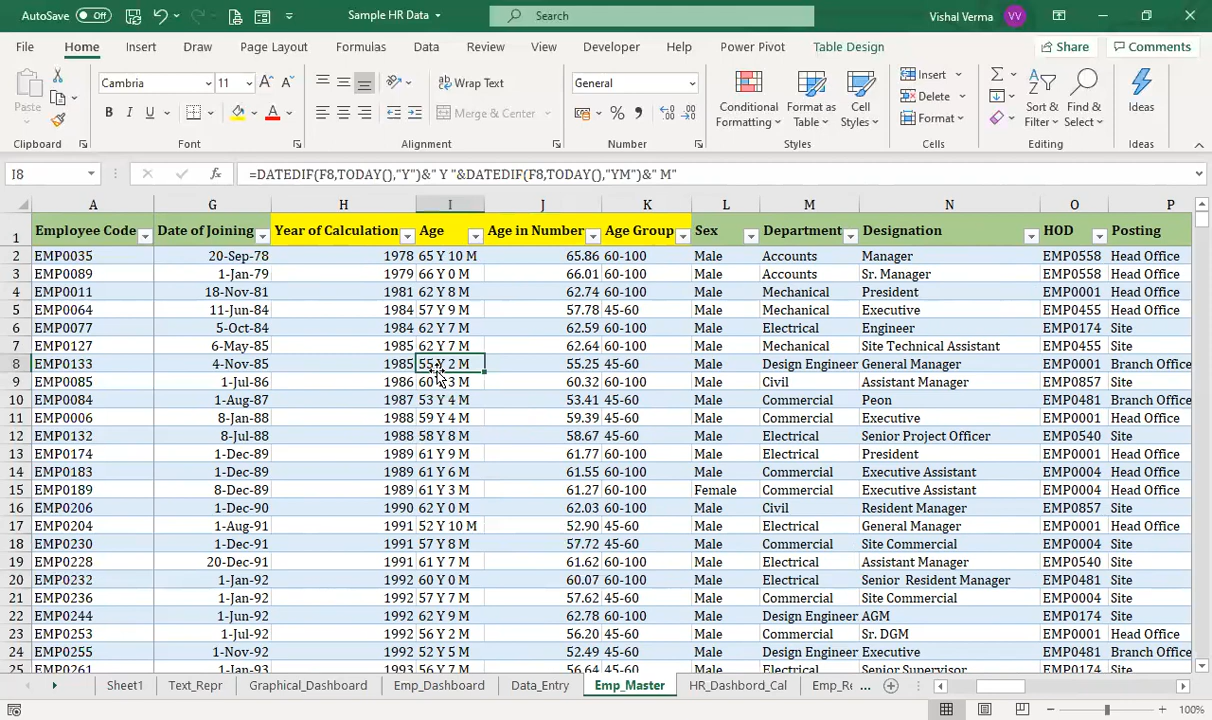 AutoSave Off Sample HR Data Search Vishal Verma VV
File Home Insert Draw Page Layout Formulas Data Review View Developer Help Power Pivot Table Design Share Comments
Paste Cambria 11 A A Wrap Text General Conditional Formatting Format as Table Cell Styles Insert Sort & Filter Find & Select Ideas
B I U Merge & Center % Delete
Format
Clipboard Font Alignment Number Styles Cells Editing Ideas
I8 fx =DATEDIF(F8,TODAY(),"Y")&" Y "&DATEDIF(F8,TODAY(),"YM")&" M"
A G H I J K L M N O P
1 Employee Code Date of Joining Year of Calculation Age Age in Number Age Group Sex Department Designation HOD Posting
2 EMP0035 20-Sep-78 1978 65 Y 10 M 65.86 60-100 Male Accounts Manager EMP0558 Head Office
3 EMP0089 1-Jan-79 1979 66 Y 0 M 66.01 60-100 Male Accounts Sr. Manager EMP0558 Head Office
4 EMP0011 18-Nov-81 1981 62 Y 8 M 62.74 60-100 Male Mechanical President EMP0001 Head Office
5 EMP0064 11-Jun-84 1984 57 Y 9 M 57.78 45-60 Male Mechanical Executive EMP0455 Head Office
6 EMP0077 5-Oct-84 1984 62 Y 7 M 62.59 60-100 Male Electrical Engineer EMP0174 Site
7 EMP0127 6-May-85 1985 62 Y 7 M 62.64 60-100 Male Mechanical Site Technical Assistant EMP0455 Site
8 EMP0133 4-Nov-85 1985 55 Y 2 M 55.25 45-60 Male Design Engineer General Manager EMP0001 Branch Office
9 EMP0085 1-Jul-86 1986 60 3 M 60.32 60-100 Male Civil Assistant Manager EMP0857 Site
10 EMP0084 1-Aug-87 1987 53 Y 4 M 53.41 45-60 Male Commercial Peon EMP0481 Branch Office
11 EMP0006 8-Jan-88 1988 59 Y 4 M 59.39 45-60 Male Commercial Executive EMP0001 Head Office
12 EMP0132 8-Jul-88 1988 58 Y 8 M 58.67 45-60 Male Electrical Senior Project Officer EMP0540 Site
13 EMP0174 1-Dec-89 1989 61 Y 9 M 61.77 60-100 Male Electrical President EMP0001 Head Office
14 EMP0183 1-Dec-89 1989 61 Y 6 M 61.55 60-100 Male Commercial Executive Assistant EMP0004 Head Office
15 EMP0189 8-Dec-89 1989 61 Y 3 M 61.27 60-100 Female Commercial Executive Assistant EMP0004 Head Office
16 EMP0206 1-Dec-90 1990 62 Y 0 M 62.03 60-100 Male Civil Resident Manager EMP0857 Site
17 EMP0204 1-Aug-91 1991 52 Y 10 M 52.90 45-60 Male Electrical General Manager EMP0001 Head Office
18 EMP0230 1-Dec-91 1991 57 Y 8 M 57.72 45-60 Male Commercial Site Commercial EMP0004 Site
19 EMP0228 20-Dec-91 1991 61 Y 7 M 61.62 60-100 Male Electrical Assistant Manager EMP0540 Site
20 EMP0232 1-Jan-92 1992 60 Y 0 M 60.07 60-100 Male Electrical Senior Resident Manager EMP0481 Site
21 EMP0236 1-Jan-92 1992 57 Y 7 M 57.62 45-60 Male Commercial Site Commercial EMP0004 Site
22 EMP0244 1-Jun-92 1992 62 Y 9 M 62.78 60-100 Male Design Engineer AGM EMP0174 Site
23 EMP0253 1-Jul-92 1992 56 Y 2 M 56.20 45-60 Male Commercial Sr. DGM EMP0001 Head Office
24 EMP0255 1-Nov-92 1992 52 Y 5 M 52.49 45-60 Male Design Engineer Executive EMP0481 Branch Office
25 EMP0261 1-Jan-93 1993 56 Y 7 M 56.64 45-60 Male Electrical Senior Supervisor EMP0174 Site
Sheet1 Text_Repr Graphical_Dashboard Emp_Dashboard Data_Entry Emp_Master HR_Dashbord_Cal Emp_Re ...
100%